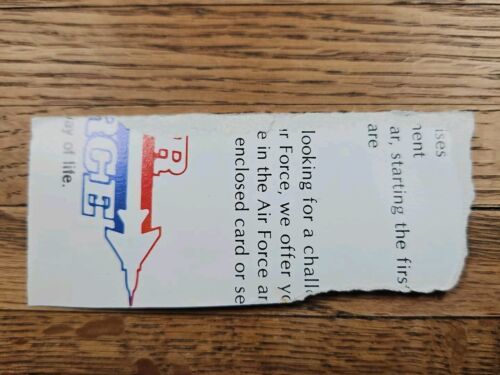 ises
nent
ar, starting the firs
are
looking for a chall
r Force, we offer yo
e in the Air Force ar
enclosed card or se
R
RCE
ay of life.